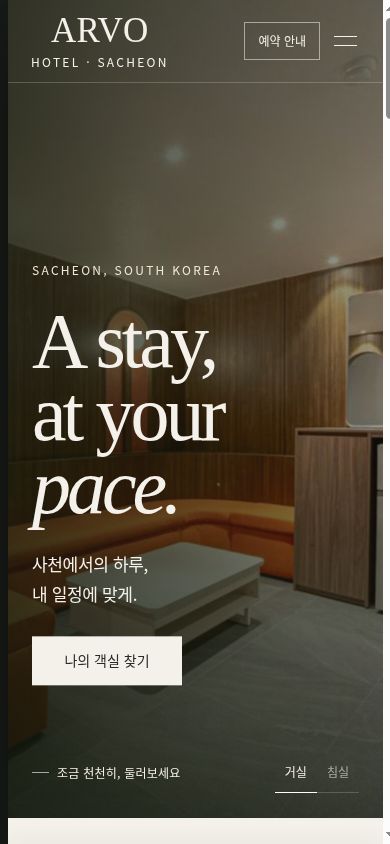 ARVO
HOTEL · SACHEON
예약 안내
SACHEON, SOUTH KOREA
A stay,
at your
pace.
사천에서의 하루,
내 일정에 맞게.
나의 객실 찾기
조금 천천히, 둘러보세요
거실 침실